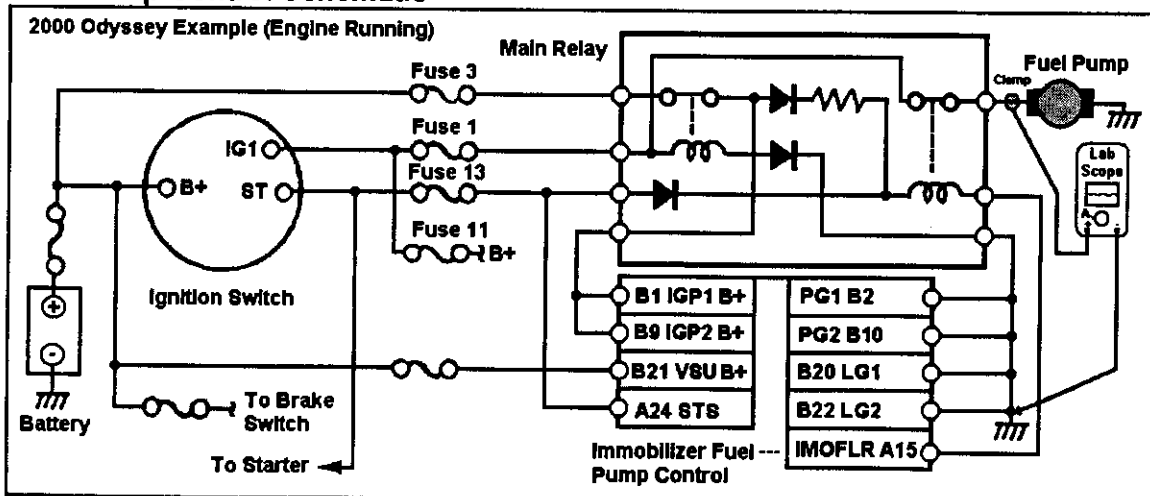 2000 Odyssey Example (Engine Running)
Main Relay
Fuel Pump
Clamp
Fuse 3
Fuse 1
Fuse 13
Fuse 11
B+
IG1
B+
ST
Ignition Switch
Lab
Scope
A
+
-
B1 IGP1 B+
B9 IGP2 B+
B21 VSU B+
A24 STS
PG1 B2
PG2 B10
B20 LG1
B22 LG2
IMOFLR A15
Battery
To Brake
Switch
To Starter
Immobilizer Fuel ---
Pump Control